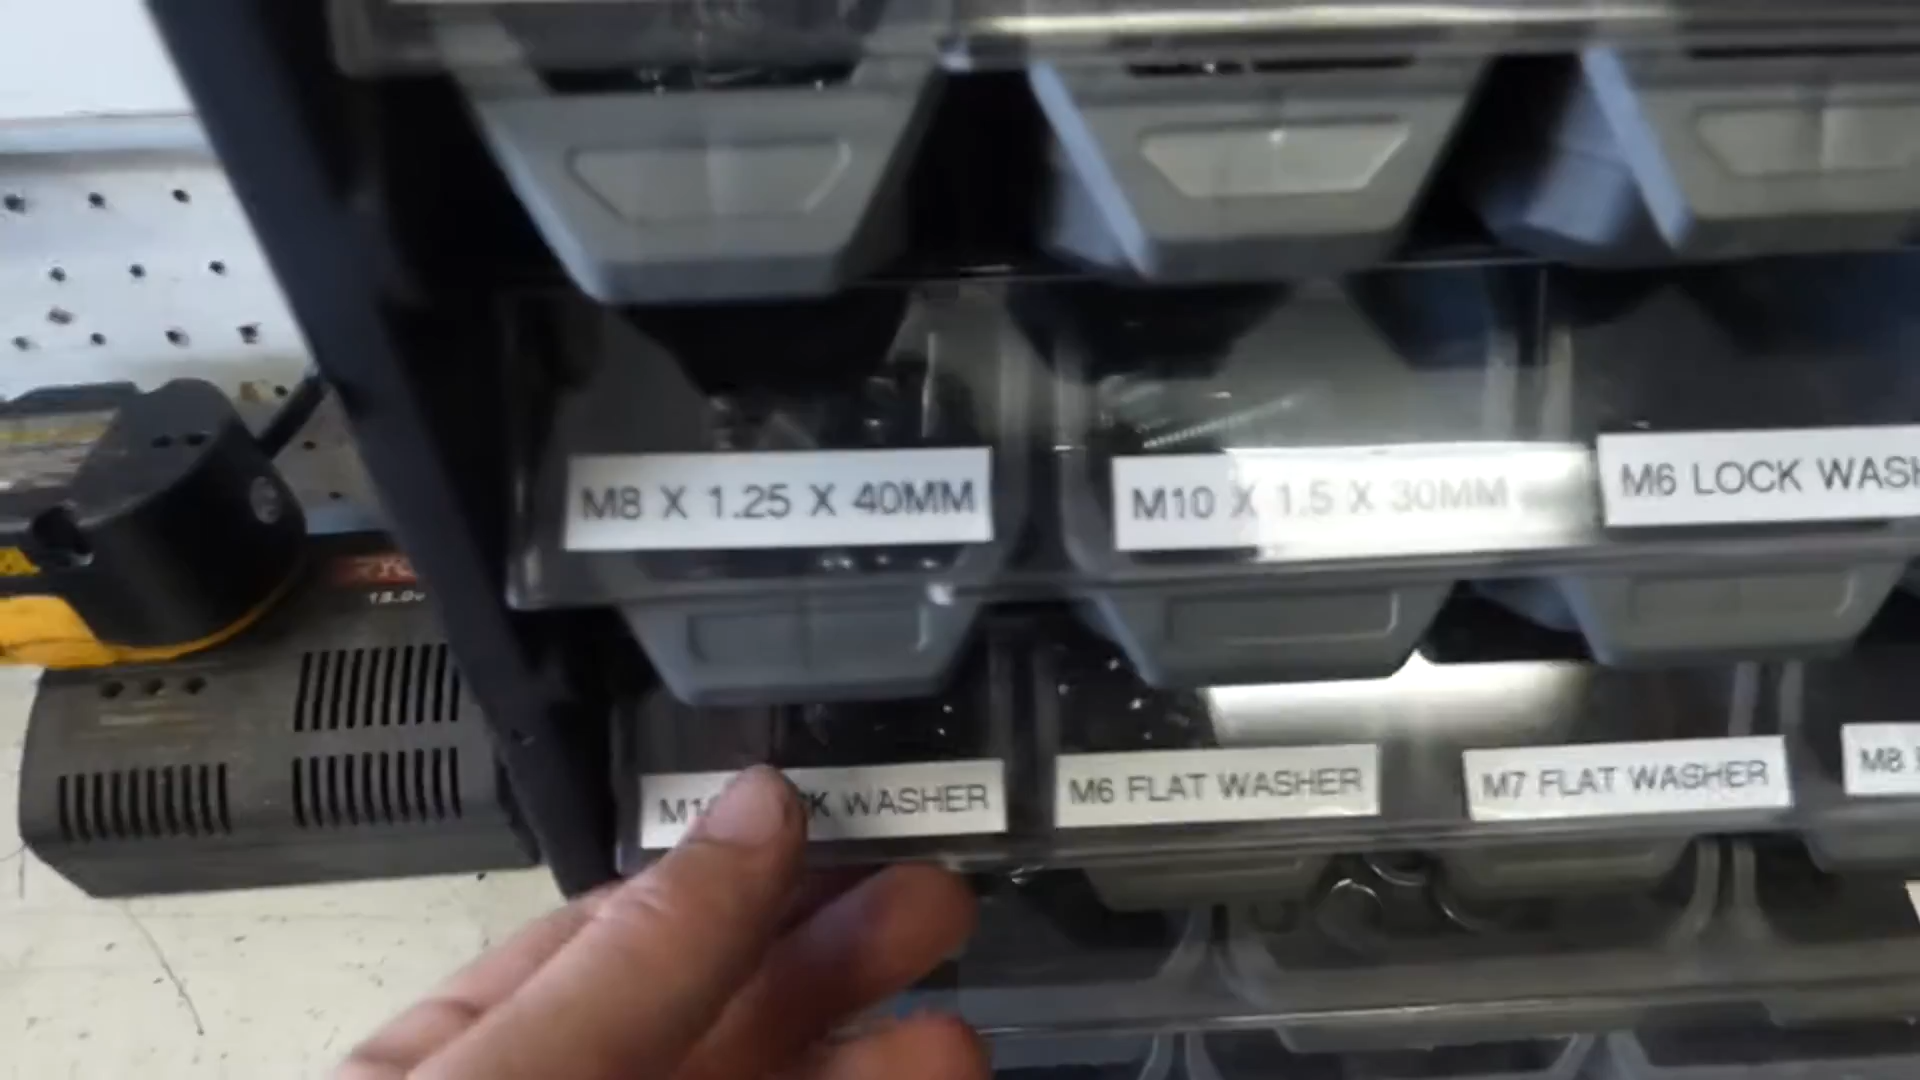 M8 X 1.25 X 40MM
M10 X 1.5 X 30MM
M6 LOCK WASH
WASHER
M6 FLAT WASHER
M7 FLAT WASHER
M8